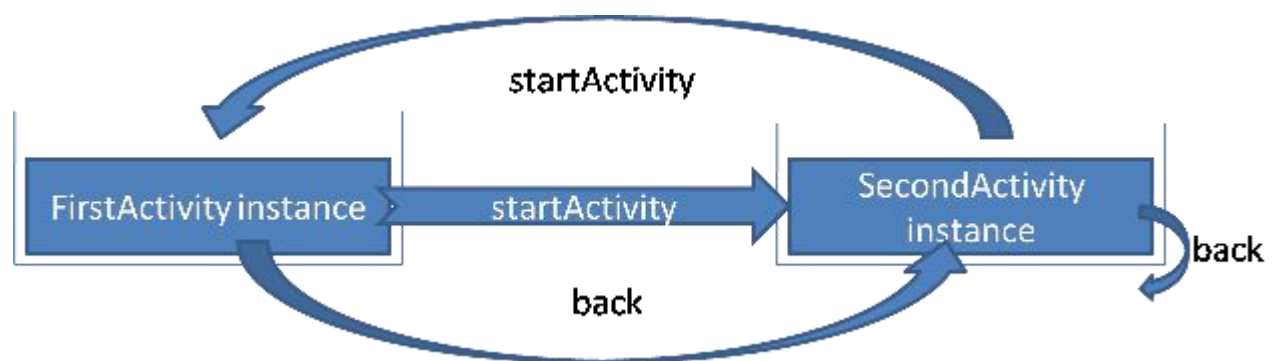 startActivity
FirstActivity instance
startActivity
SecondActivity
instance
back
back